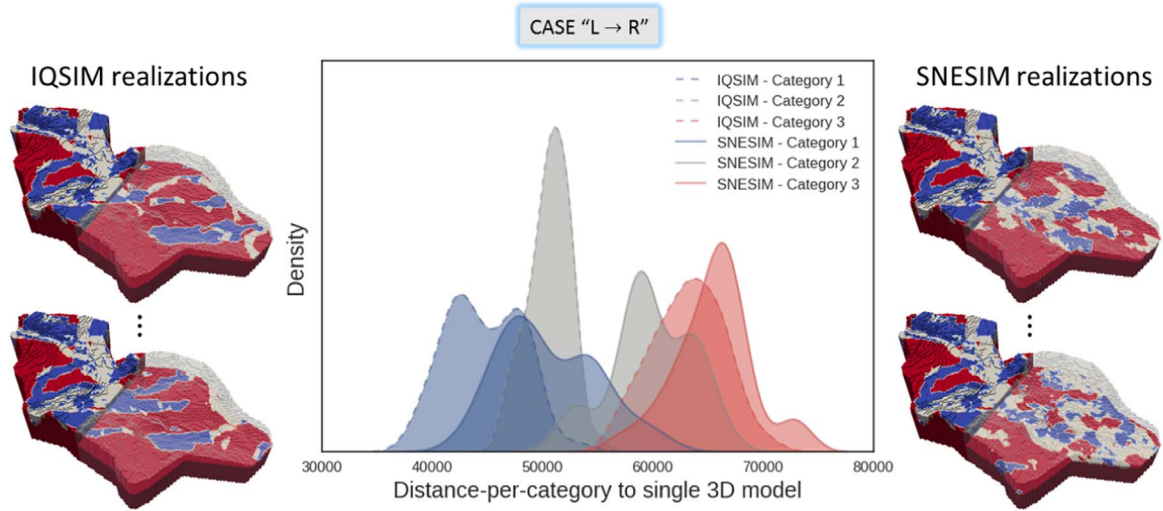 CASE “L → R”
IQSIM realizations
SNESIM realizations
IQSIM - Category 1
IQSIM - Category 2
IQSIM - Category 3
SNESIM - Category 1
SNESIM - Category 2
SNESIM - Category 3
Density
30000 40000 50000 60000 70000 80000
Distance-per-category to single 3D model